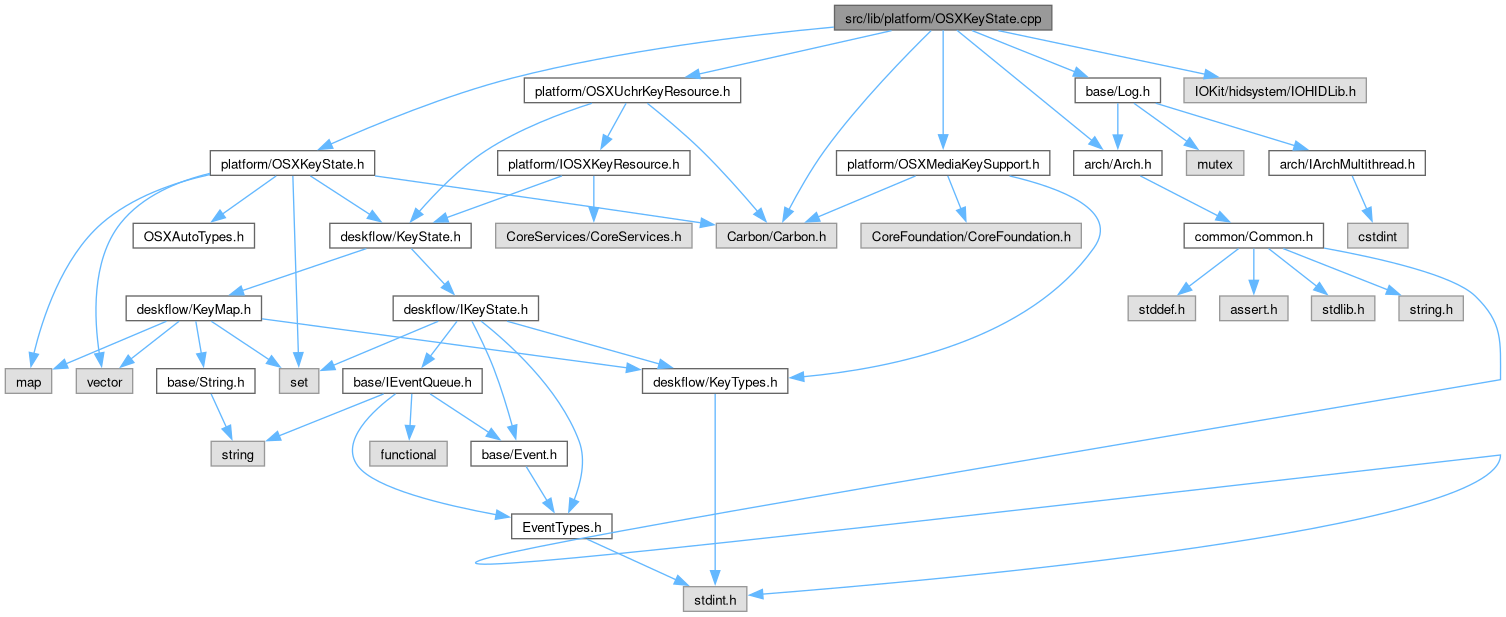 src/lib/platform/OSXKeyState.cpp
platform/OSXUchrKeyResource.h
base/Log.h
IOKit/hidsystem/IOHIDLib.h
platform/OSXKeyState.h
platform/IOSXKeyResource.h
platform/OSXMediaKeySupport.h
arch/Arch.h
mutex
arch/IArchMultithread.h
OSXAutoTypes.h
deskflow/KeyState.h
CoreServices/CoreServices.h
Carbon/Carbon.h
CoreFoundation/CoreFoundation.h
common/Common.h
cstdint
deskflow/KeyMap.h
deskflow/IKeyState.h
stddef.h
assert.h
stdlib.h
string.h
map
vector
base/String.h
set
base/IEventQueue.h
deskflow/KeyTypes.h
string
functional
base/Event.h
EventTypes.h
stdint.h